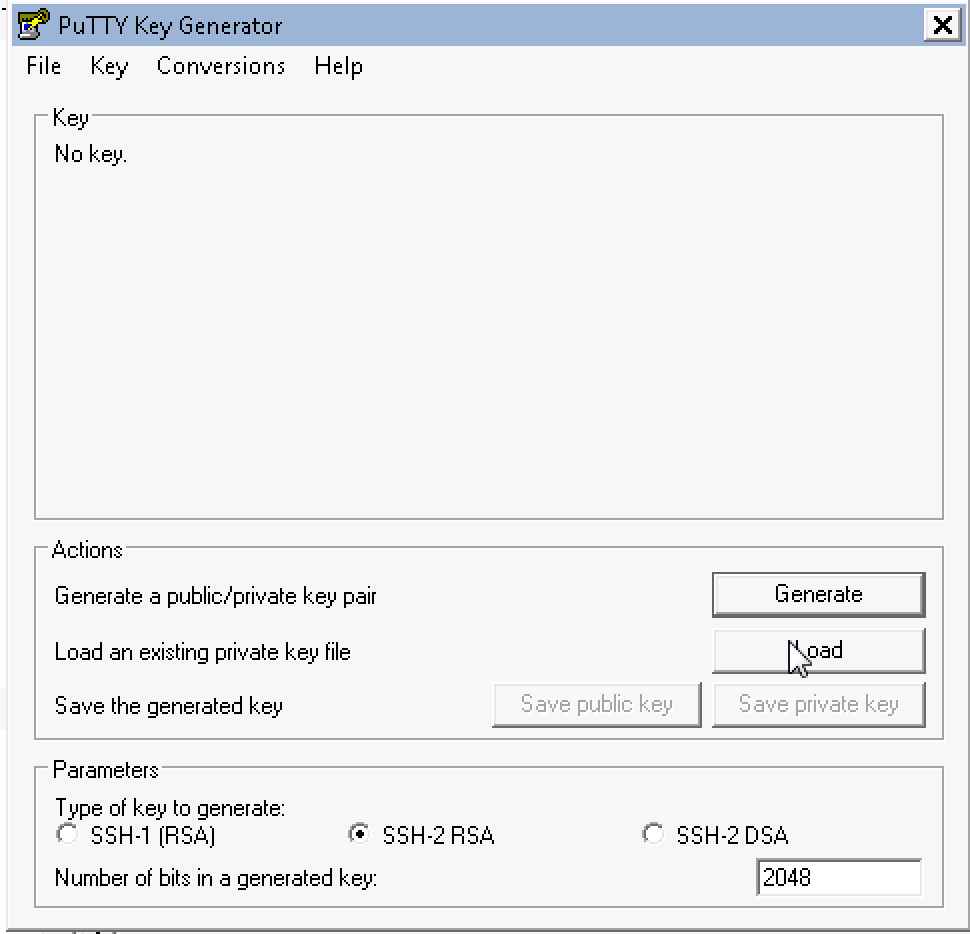 PuTTY Key Generator
File Key Conversions Help
Key
No key.
Actions
Generate a public/private key pair Generate
Load an existing private key file Load
Save the generated key Save public key Save private key
Parameters
Type of key to generate:
SSH-1 (RSA) SSH-2 RSA SSH-2 DSA
Number of bits in a generated key: 2048